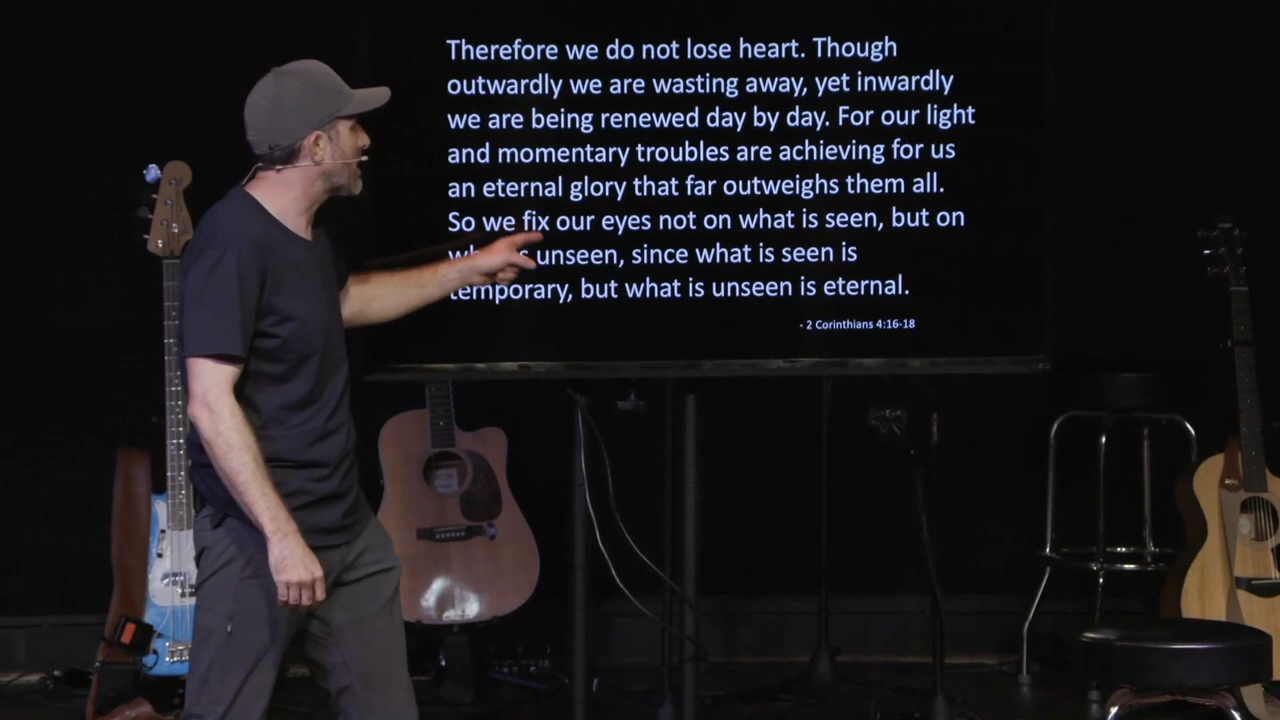 Therefore we do not lose heart. Though
outwardly we are wasting away, yet inwardly
we are being renewed day by day. For our light
and momentary troubles are achieving for us
an eternal glory that far outweighs them all.
So we fix our eyes not on what is seen, but on
unseen, since what is seen is
temporary, but what is unseen is eternal.
- 2 Corinthians 4:16-18